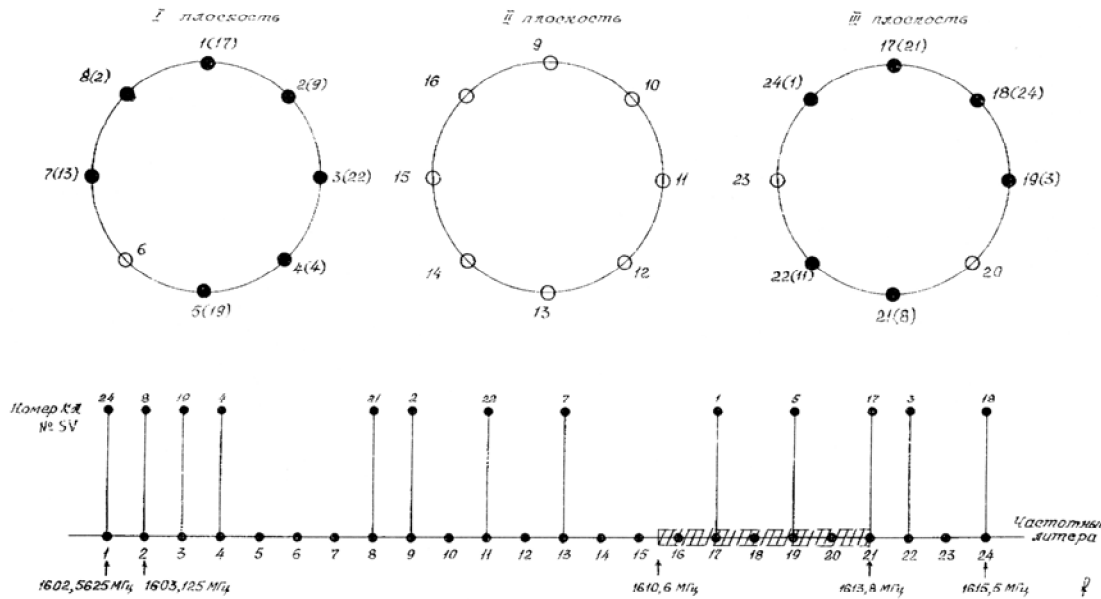 I плоскость
II плоскость
III плоскость
1(17)
2(9)
3(22)
4(4)
5(19)
6
7(13)
8(2)
9
10
11
12
13
14
15
16
17(21)
18(24)
19(3)
20
21(8)
22(11)
23
24(1)
Номер КА
№ SV
24 8 19 4 21 2 22 7 1 5 17 3 18
Частотные
литера
1 2 3 4 5 6 7 8 9 10 11 12 13 14 15 16 17 18 19 20 21 22 23 24
1602,5625 МГц 1603,125 МГц 1610,6 МГц 1613,8 МГц 1615,5 МГц f